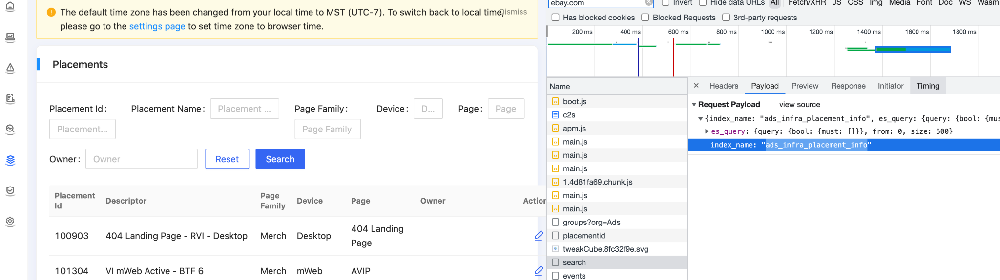 The default time zone has been changed from your local time to MST (UTC-7). To switch back to local time,
Dismiss
please go to the settings page to set time zone to browser time.
Placements
Placement Id :
Placement...
Placement Name :
Placement ...
Page Family :
Page Family
Device :
D...
Page :
Page
Owner :
Owner
Reset
Search
Placement Id
Descriptor
Page Family
Device
Page
Owner
Action
100903
404 Landing Page - RVI - Desktop
Merch
Desktop
404 Landing Page
101304
VI mWeb Active - BTF 6
Merch
mWeb
AVIP
ebay.com
Invert
Hide data URLs
All
Fetch/XHR
JS
CSS
Img
Media
Font
Doc
WS
Wasm
Has blocked cookies
Blocked Requests
3rd-party requests
200 ms
400 ms
600 ms
800 ms
1000 ms
1200 ms
1400 ms
1600 ms
1800 ms
Name
boot.js
c2s
apm.js
main.js
main.js
main.js
1.4d81fa69.chunk.js
main.js
main.js
groups?org=Ads
placementid
tweakCube.8fc32f9e.svg
search
events
Headers
Payload
Preview
Response
Initiator
Timing
Request Payload
view source
{index_name: "ads_infra_placement_info", es_query: {query: {bool: {mus
es_query: {query: {bool: {must: []}}, from: 0, size: 500}
index_name: "ads_infra_placement_info"